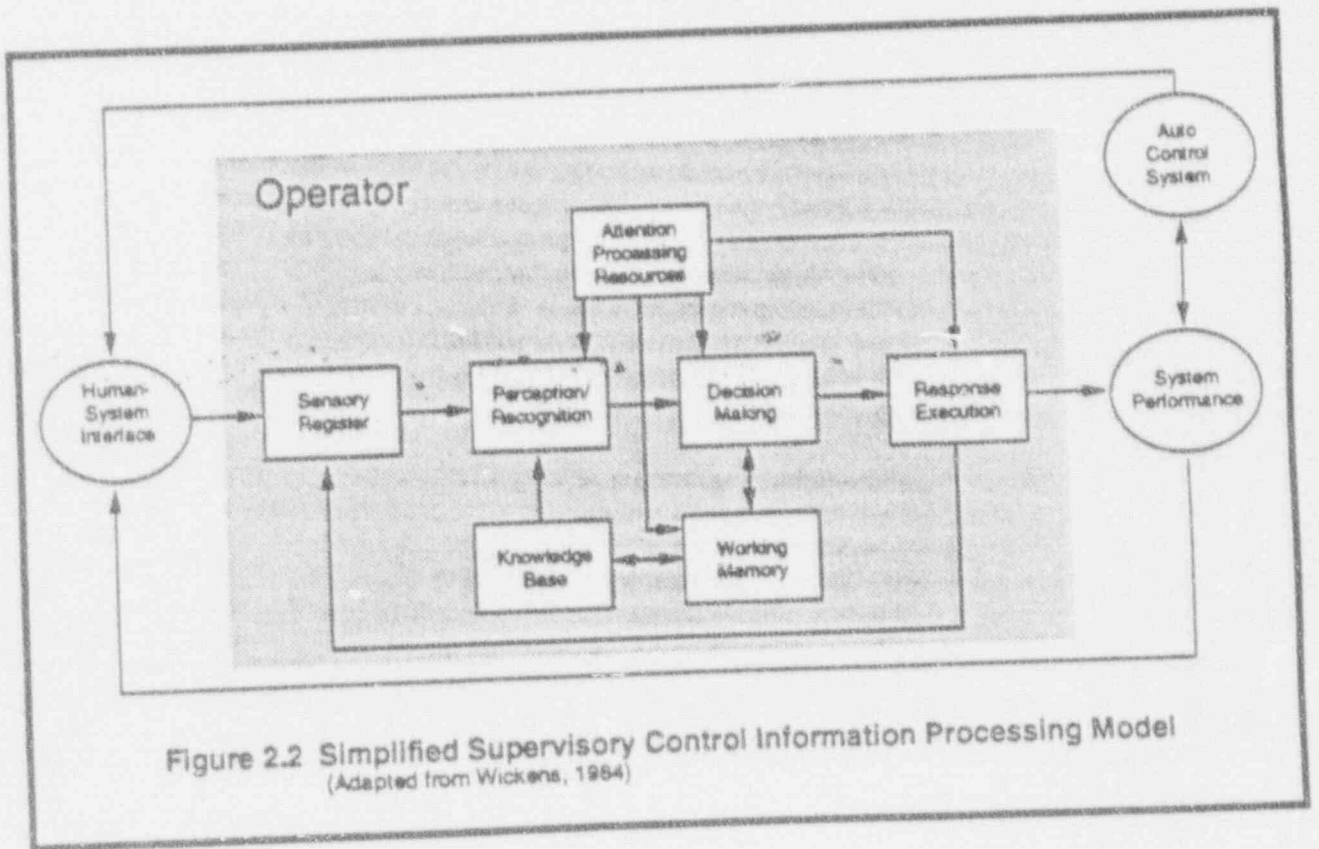 Auto
Control
System
Operator
Attention
Processing
Resources
Human-
System
Interface
Sensory
Register
Perception/
Recognition
Decision
Making
Response
Execution
System
Performance
Knowledge
Base
Working
Memory
Figure 2.2 Simplified Supervisory Control Information Processing Model
(Adapted from Wickens, 1984)